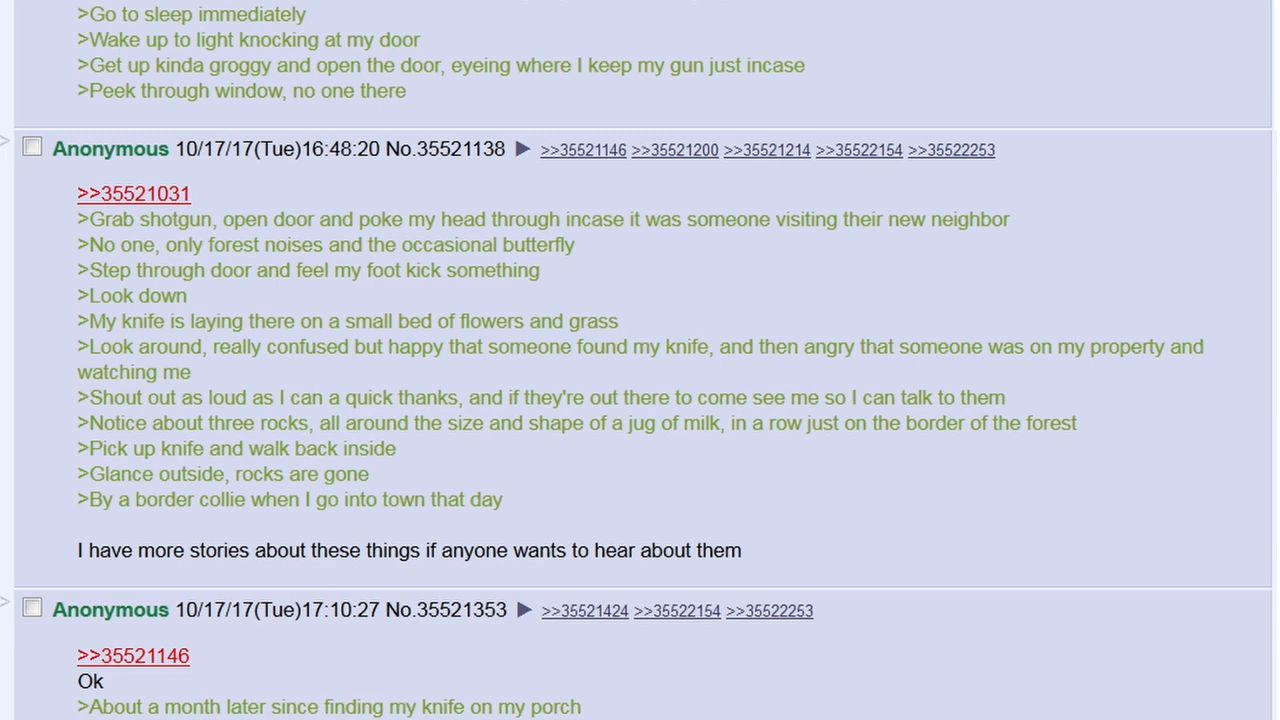 >Go to sleep immediately
>Wake up to light knocking at my door
>Get up kinda groggy and open the door, eyeing where I keep my gun just incase
>Peek through window, no one there
Anonymous 10/17/17(Tue)16:48:20 No.35521138 ▶ >>35521146 >>35521200 >>35521214 >>35522154 >>35522253
>>35521031
>Grab shotgun, open door and poke my head through incase it was someone visiting their new neighbor
>No one, only forest noises and the occasional butterfly
>Step through door and feel my foot kick something
>Look down
>My knife is laying there on a small bed of flowers and grass
>Look around, really confused but happy that someone found my knife, and then angry that someone was on my property and
watching me
>Shout out as loud as I can a quick thanks, and if they're out there to come see me so I can talk to them
>Notice about three rocks, all around the size and shape of a jug of milk, in a row just on the border of the forest
>Pick up knife and walk back inside
>Glance outside, rocks are gone
>By a border collie when I go into town that day
I have more stories about these things if anyone wants to hear about them
Anonymous 10/17/17(Tue)17:10:27 No.35521353 ▶ >>35521424 >>35522154 >>35522253
>>35521146
Ok
>About a month later since finding my knife on my porch